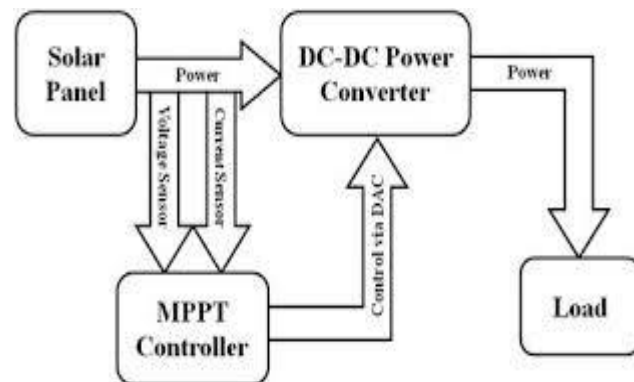 Solar
Panel
Power
DC-DC Power
Converter
Power
Voltage Sensor
Current Sensor
Control via DAC
MPPT
Controller
Load